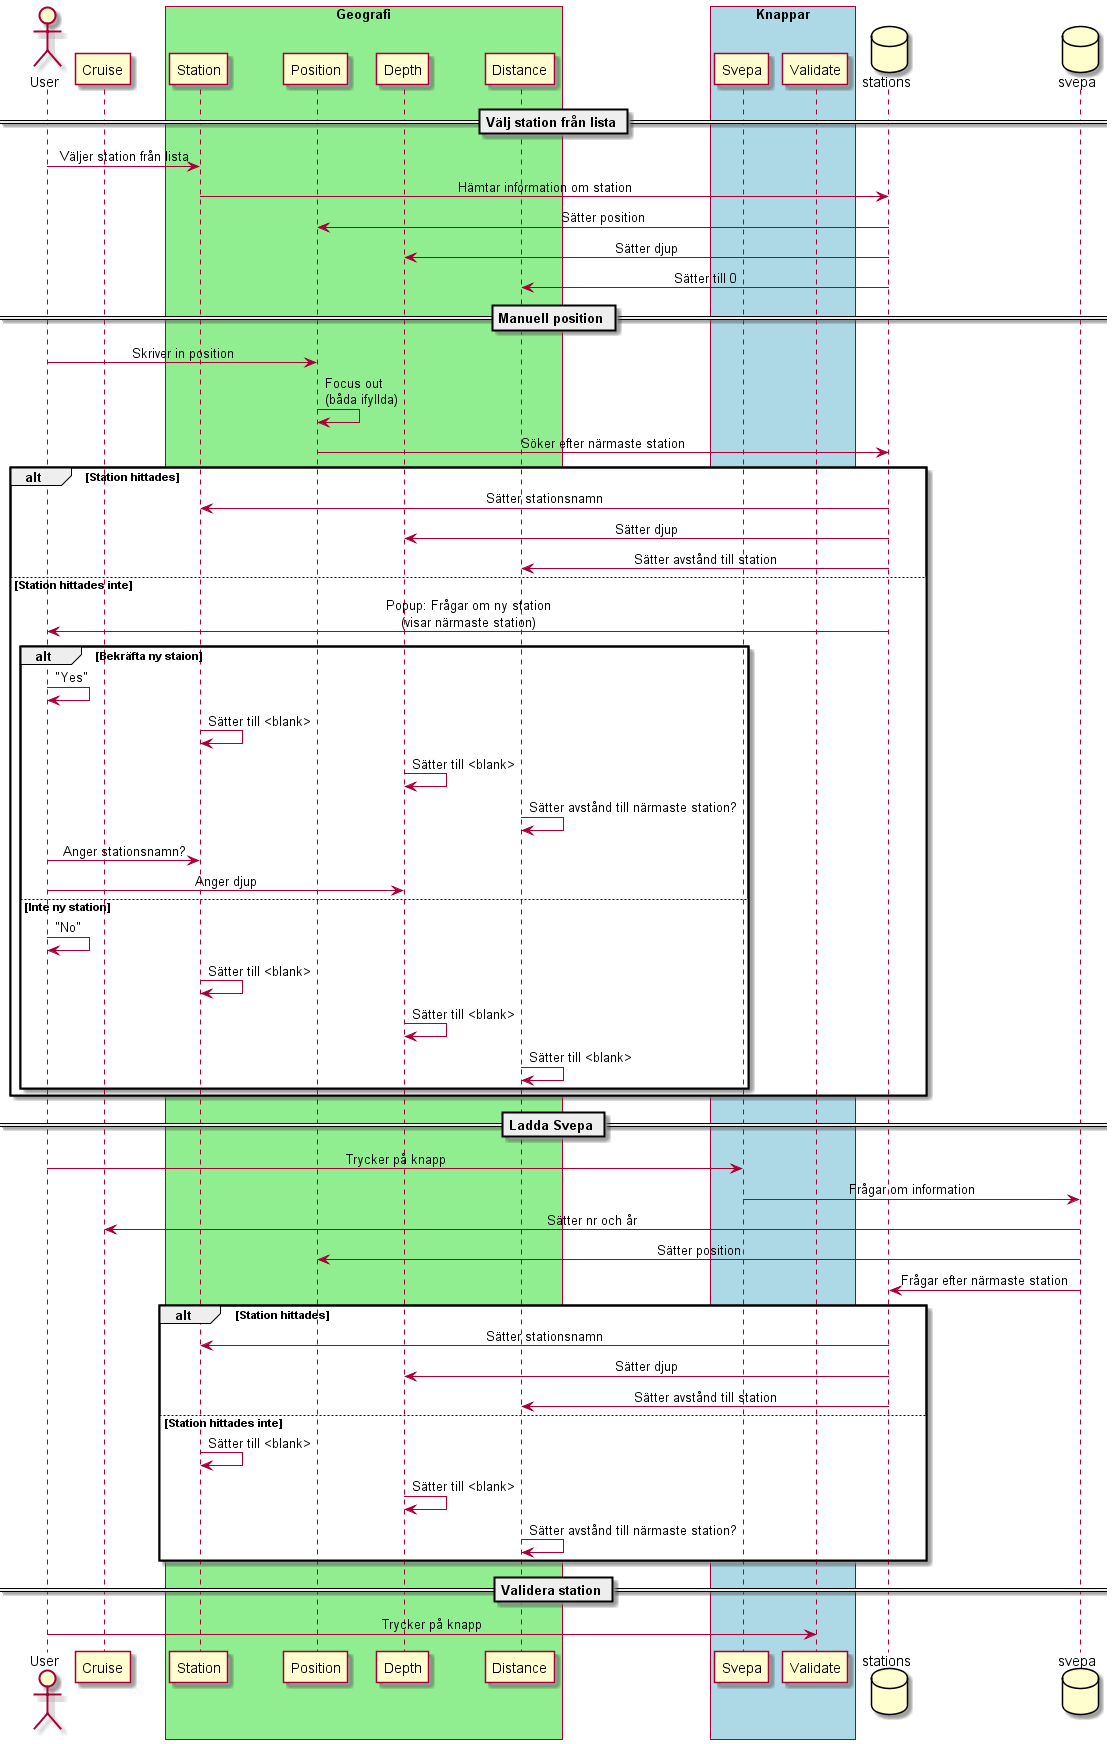 Geografi
Knappar
User
Cruise
Station
Position
Depth
Distance
Svepa
Validate
stations
svepa
Välj station från lista
Väljer station från lista
Hämtar information om station
Sätter position
Sätter djup
Sätter till 0
Manuell position
Skriver in position
Focus out
(båda ifyllda)
Söker efter närmaste station
alt [Station hittades]
Sätter stationsnamn
Sätter djup
Sätter avstånd till station
[Station hittades inte]
Popup: Frågar om ny station
(visar närmaste station)
alt [Bekräfta ny staion]
"Yes"
Sätter till <blank>
Sätter till <blank>
Sätter avstånd till närmaste station?
Anger stationsnamn?
Anger djup
[Inte ny station]
"No"
Sätter till <blank>
Sätter till <blank>
Sätter till <blank>
Ladda Svepa
Trycker på knapp
Frågar om information
Sätter nr och år
Sätter position
Frågar efter närmaste station
alt [Station hittades]
Sätter stationsnamn
Sätter djup
Sätter avstånd till station
[Station hittades inte]
Sätter till <blank>
Sätter till <blank>
Sätter avstånd till närmaste station?
Validera station
Trycker på knapp
User
Cruise
Station
Position
Depth
Distance
Svepa
Validate
stations
svepa